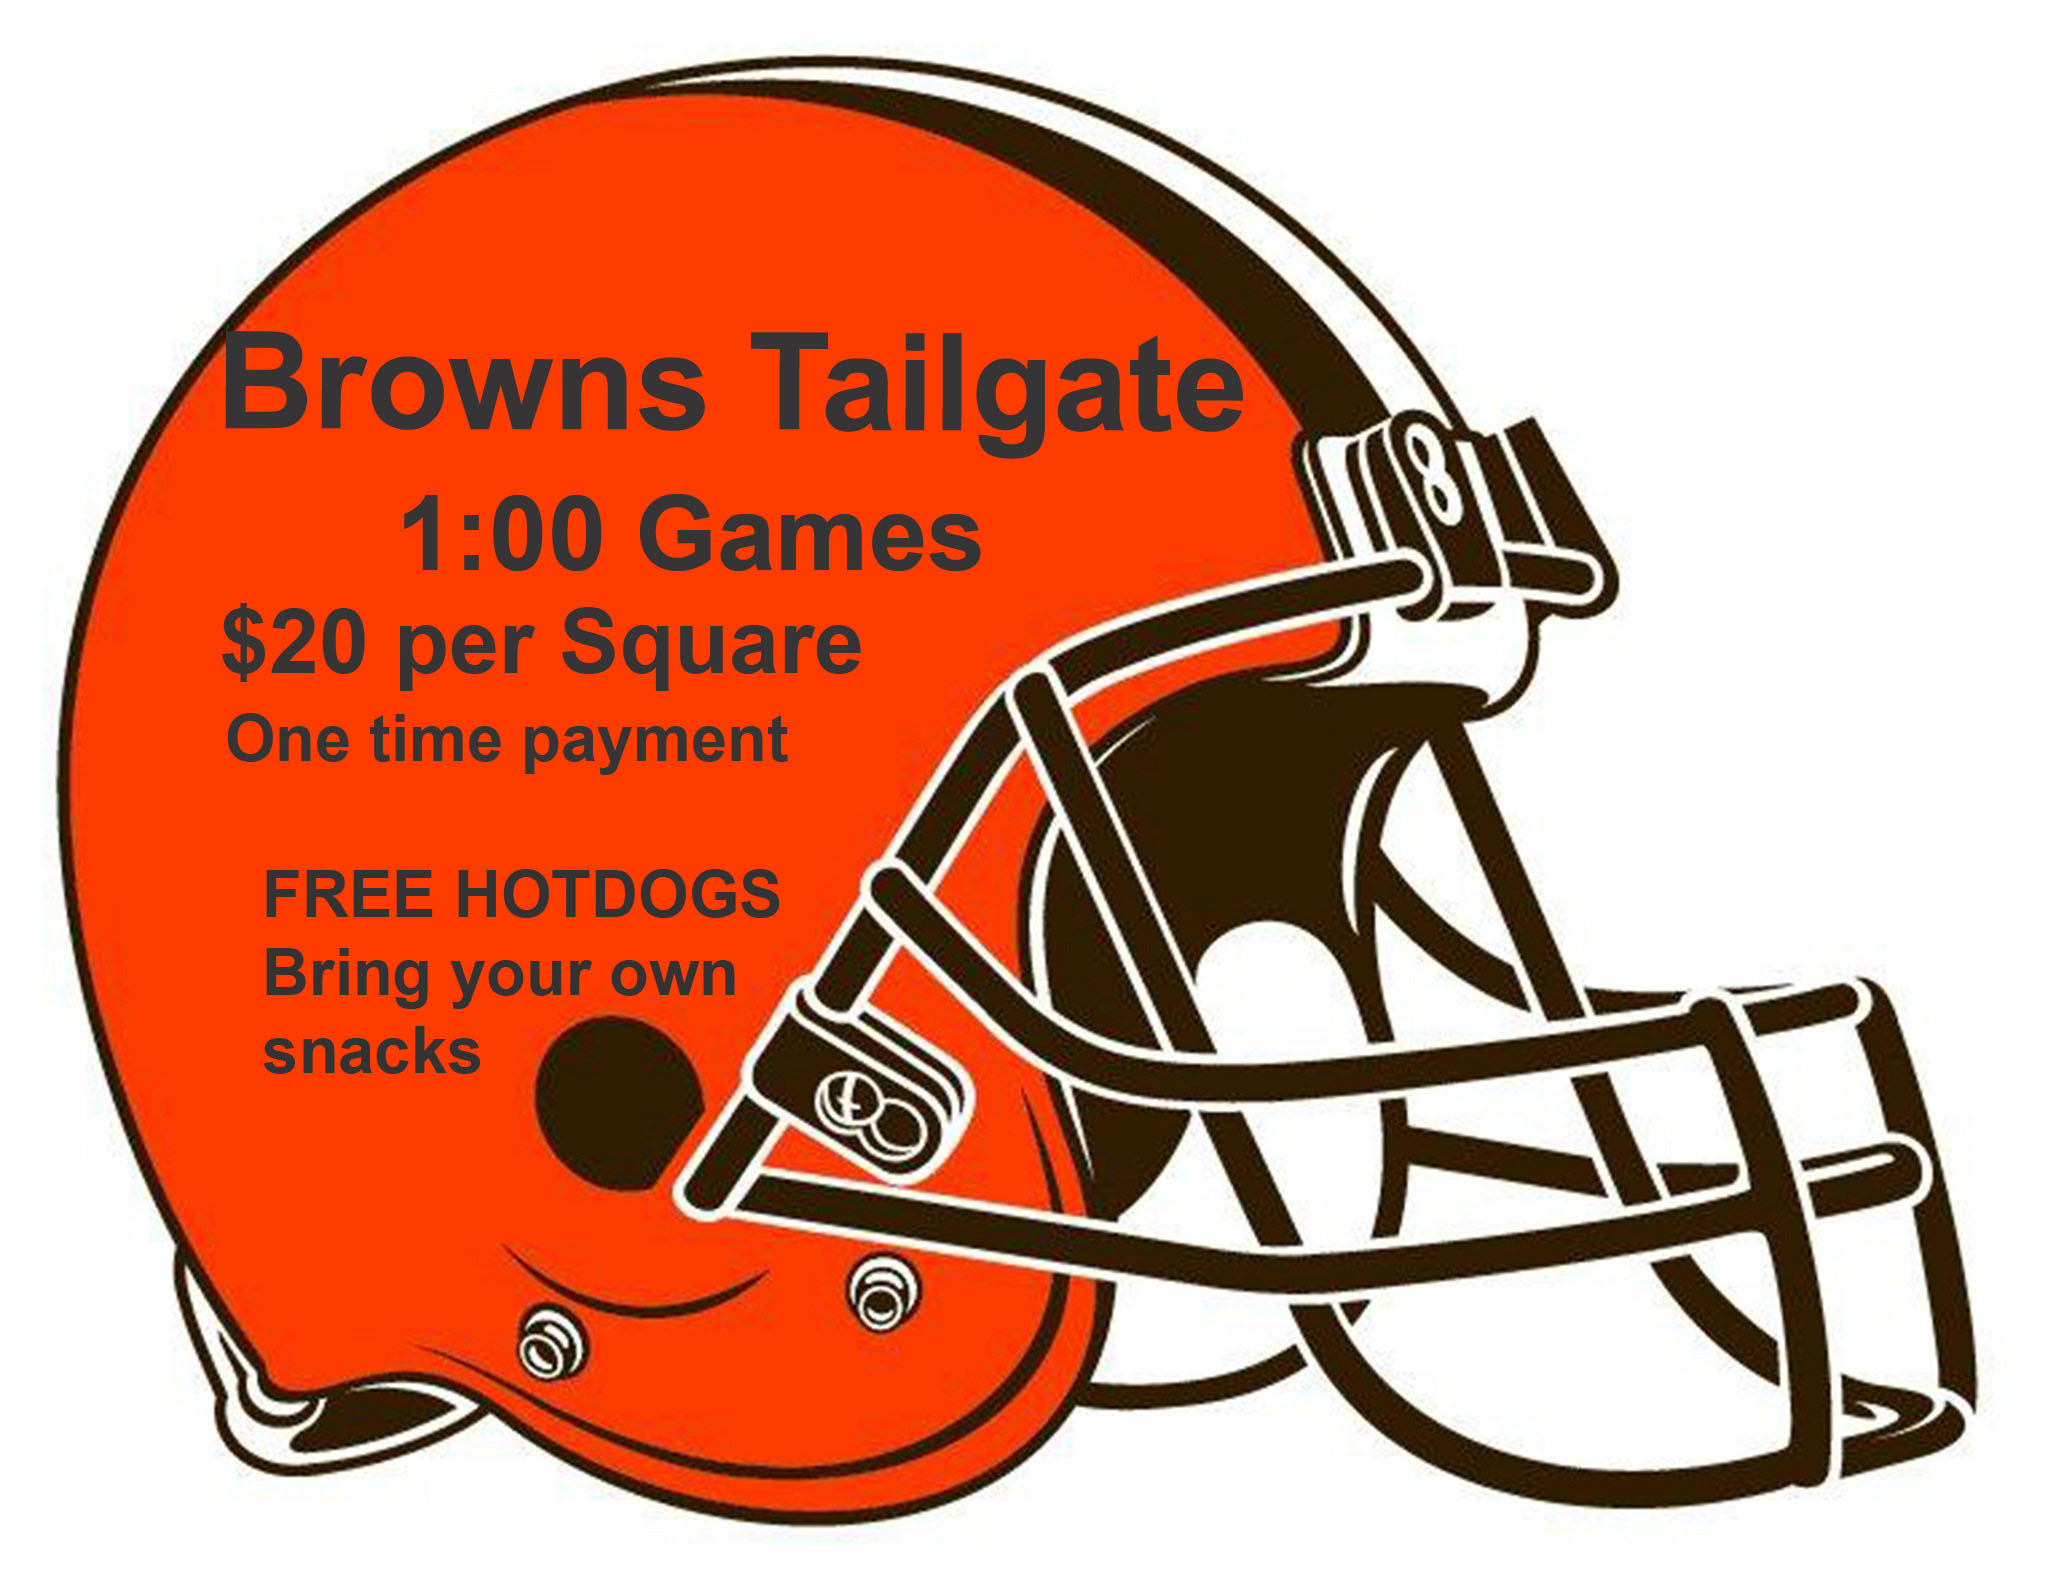 Browns Tailgate
1:00 Games
$20 per Square
One time payment
FREE HOTDOGS
Bring your own
snacks